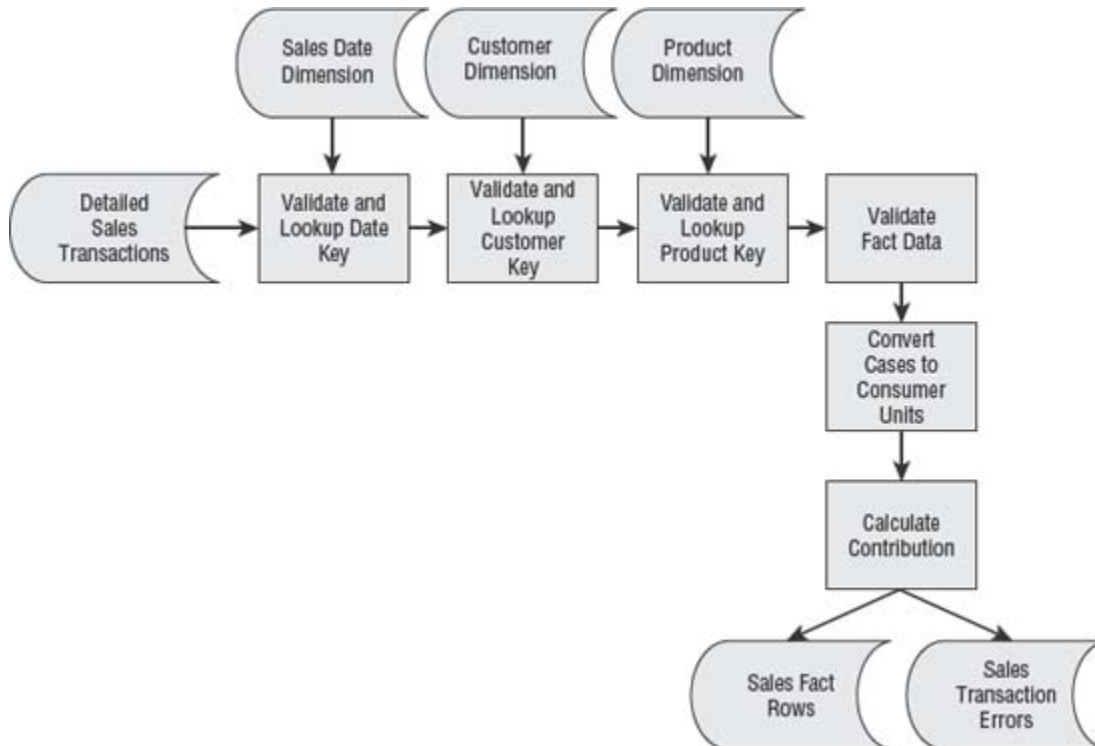 Sales Date
Dimension
Customer
Dimension
Product
Dimension
Detailed
Sales
Transactions
Validate and
Lookup Date
Key
Validate and
Lookup
Customer
Key
Validate and
Lookup
Product Key
Validate
Fact Data
Convert
Cases to
Consumer
Units
Calculate
Contribution
Sales Fact
Rows
Sales
Transaction
Errors